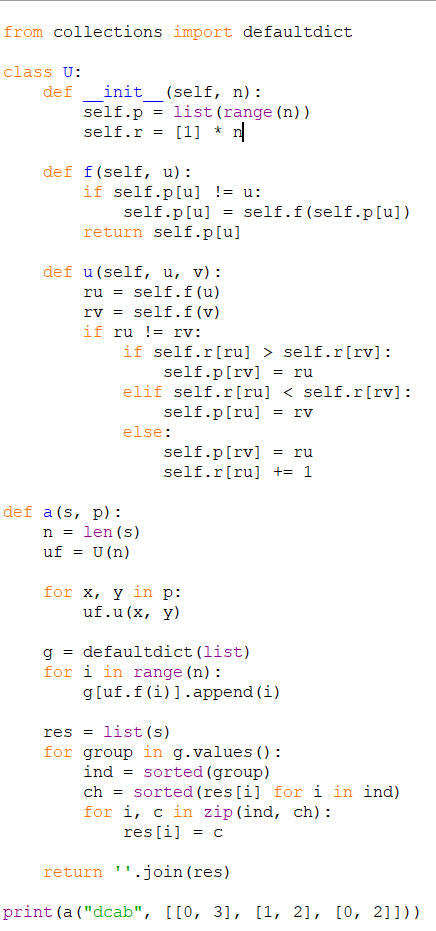 from collections import defaultdict

class U:
    def __init__(self, n):
        self.p = list(range(n))
        self.r = [1] * n

    def f(self, u):
        if self.p[u] != u:
            self.p[u] = self.f(self.p[u])
        return self.p[u]

    def u(self, u, v):
        ru = self.f(u)
        rv = self.f(v)
        if ru != rv:
            if self.r[ru] > self.r[rv]:
                self.p[rv] = ru
            elif self.r[ru] < self.r[rv]:
                self.p[ru] = rv
            else:
                self.p[rv] = ru
                self.r[ru] += 1

def a(s, p):
    n = len(s)
    uf = U(n)

    for x, y in p:
        uf.u(x, y)

    g = defaultdict(list)
    for i in range(n):
        g[uf.f(i)].append(i)

    res = list(s)
    for group in g.values():
        ind = sorted(group)
        ch = sorted(res[i] for i in ind)
        for i, c in zip(ind, ch):
            res[i] = c

    return ''.join(res)

print(a("dcab", [[0, 3], [1, 2], [0, 2]]))